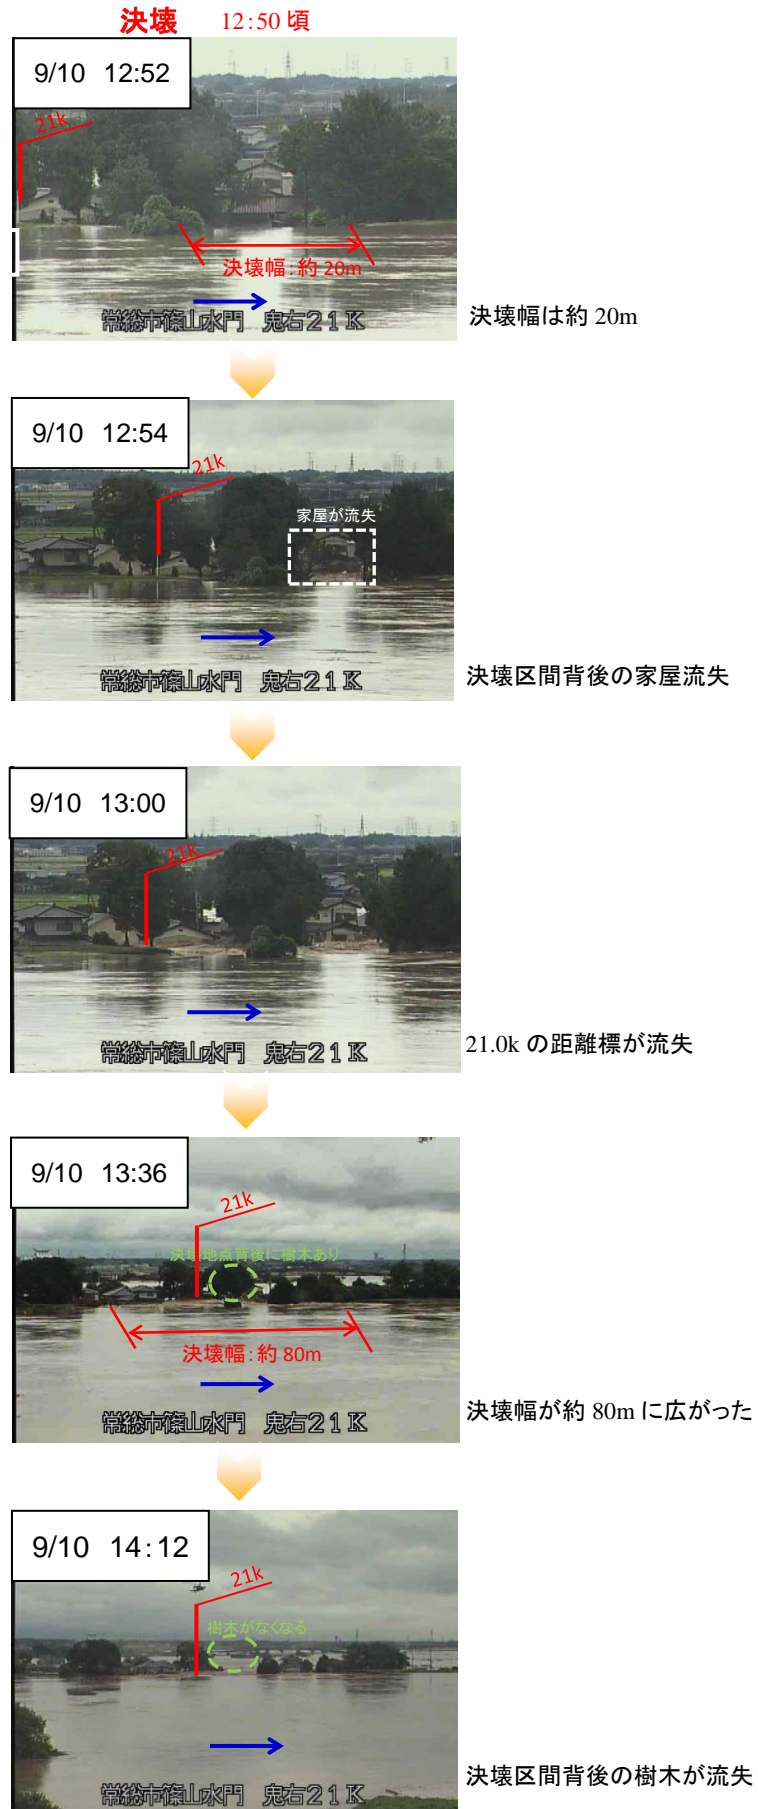 決壊 12:50 頃
9/10 12:52
21k
決壊幅:約 20m
常総市篠山水門 鬼右21K
決壊幅は約 20m
9/10 12:54
21k
家屋が流失
常総市篠山水門 鬼右21K
決壊区間背後の家屋流失
9/10 13:00
21k
常総市篠山水門 鬼右21K
21.0k の距離標が流失
9/10 13:36
21k
決壊地点背後に樹木あり
決壊幅:約 80m
常総市篠山水門 鬼右21K
決壊幅が約 80m に広がった
9/10 14:12
21k
樹木がなくなる
常総市篠山水門 鬼右21K
決壊区間背後の樹木が流失